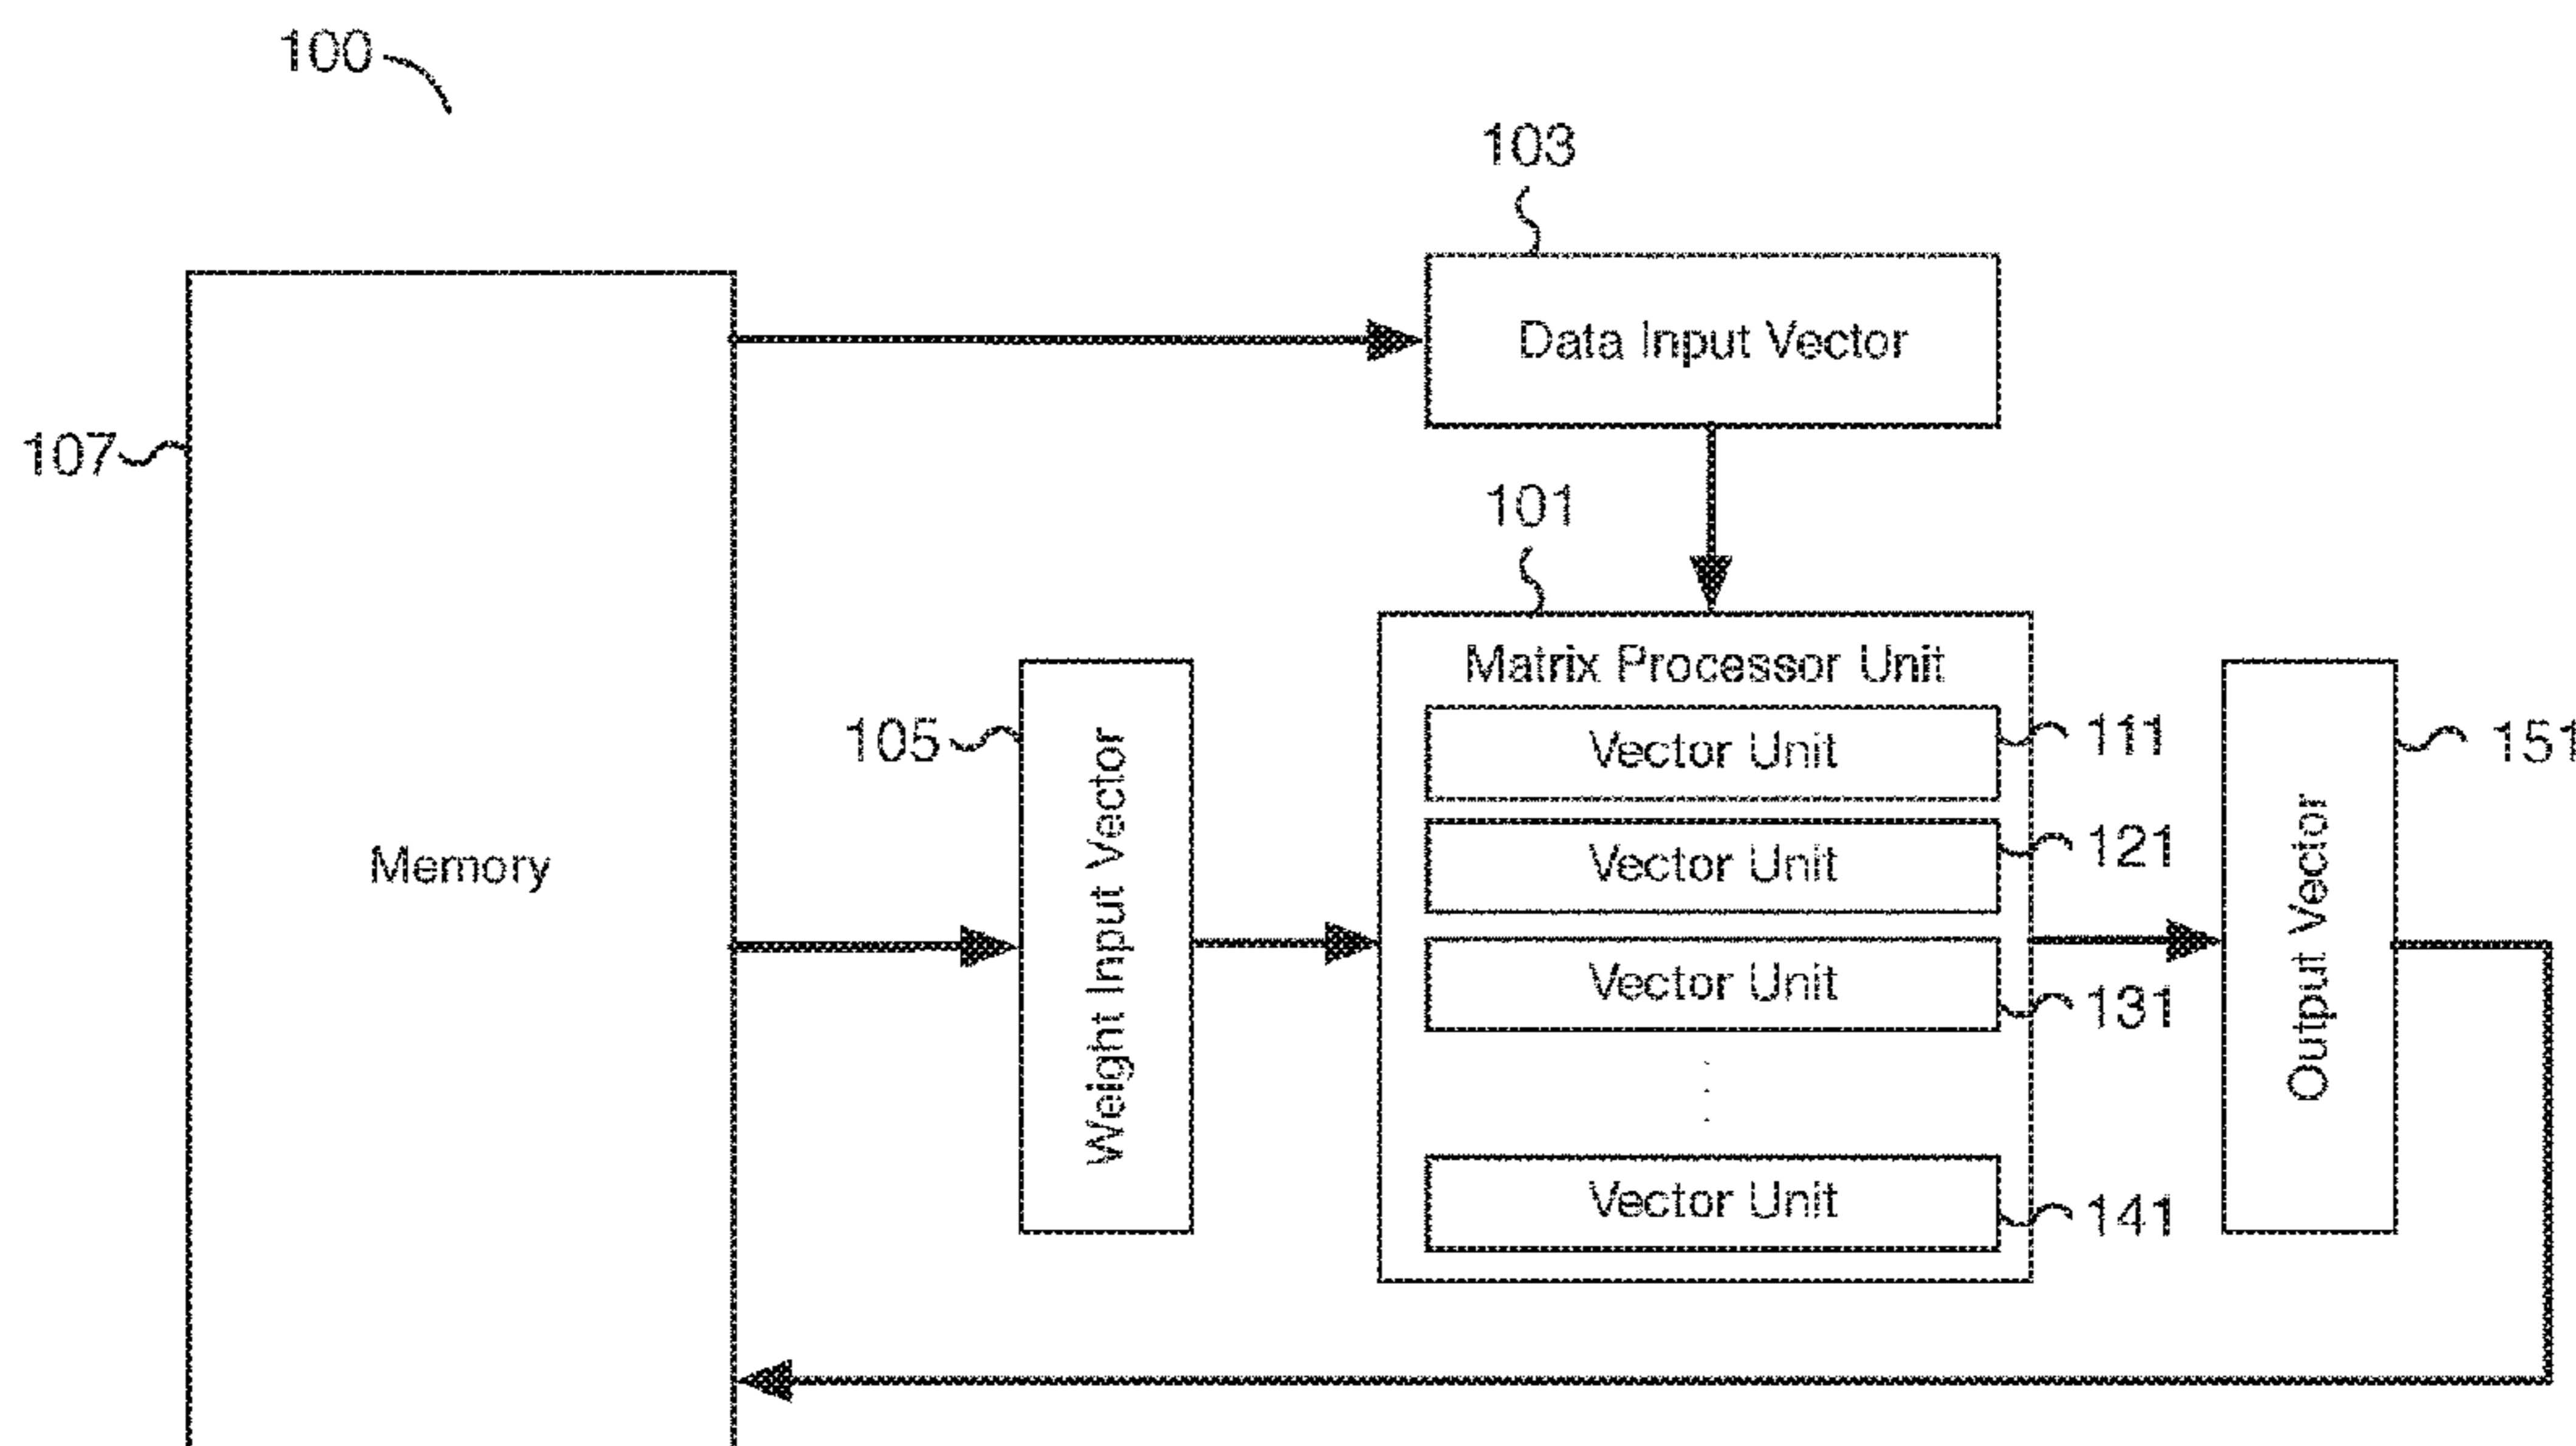 100
103
Data Input Vector
107
101
Matrix Processor Unit
105
Weight Input Vector
Vector Unit
111
Vector Unit
121
Vector Unit
131
.
.
.
Vector Unit
141
151
Output Vector
Memory